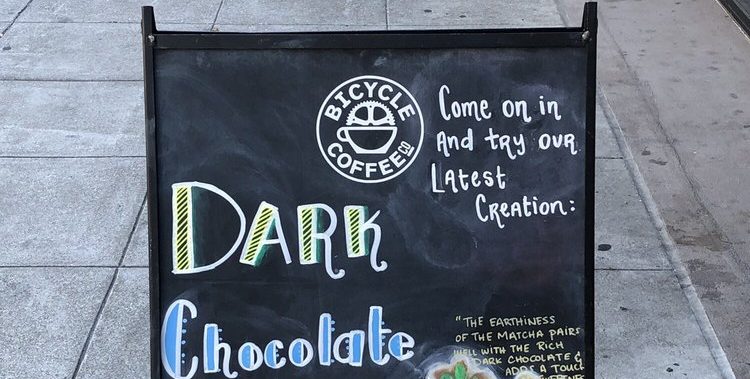 BICYCLE
COFFEE CO
Come on in
And try our
Latest
Creation:
Dark
Chocolate
"THE EARTHINESS
OF THE MATCHA PAIRS
WELL WITH THE RICH
DARK CHOCOLATE &
ADDS A TOUCH